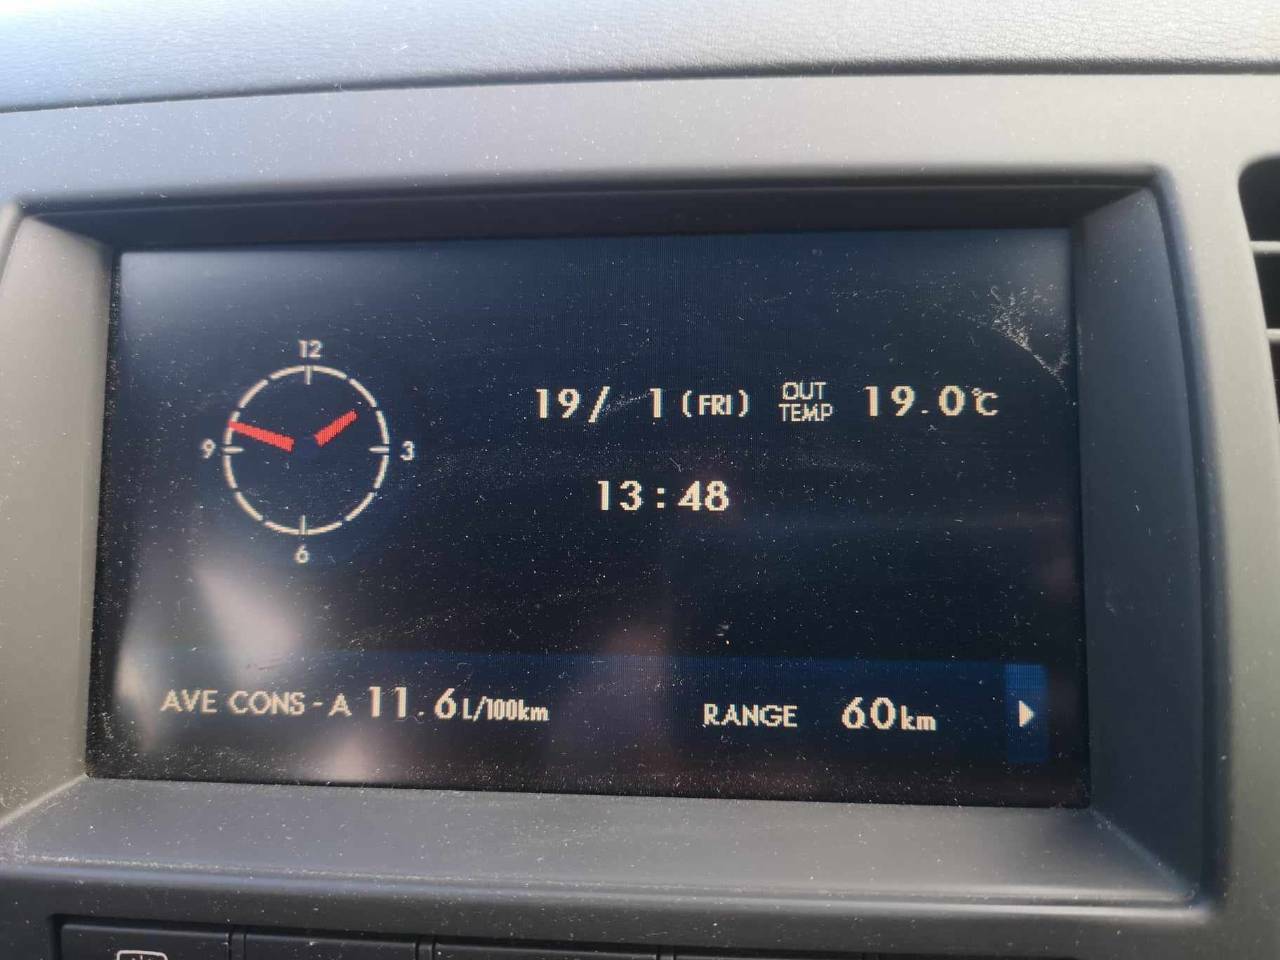 12
9
3
6
19/ 1 (FRI) OUT TEMP 19.0℃
13:48
AVE CONS-A 11.6 L/100km RANGE 60km